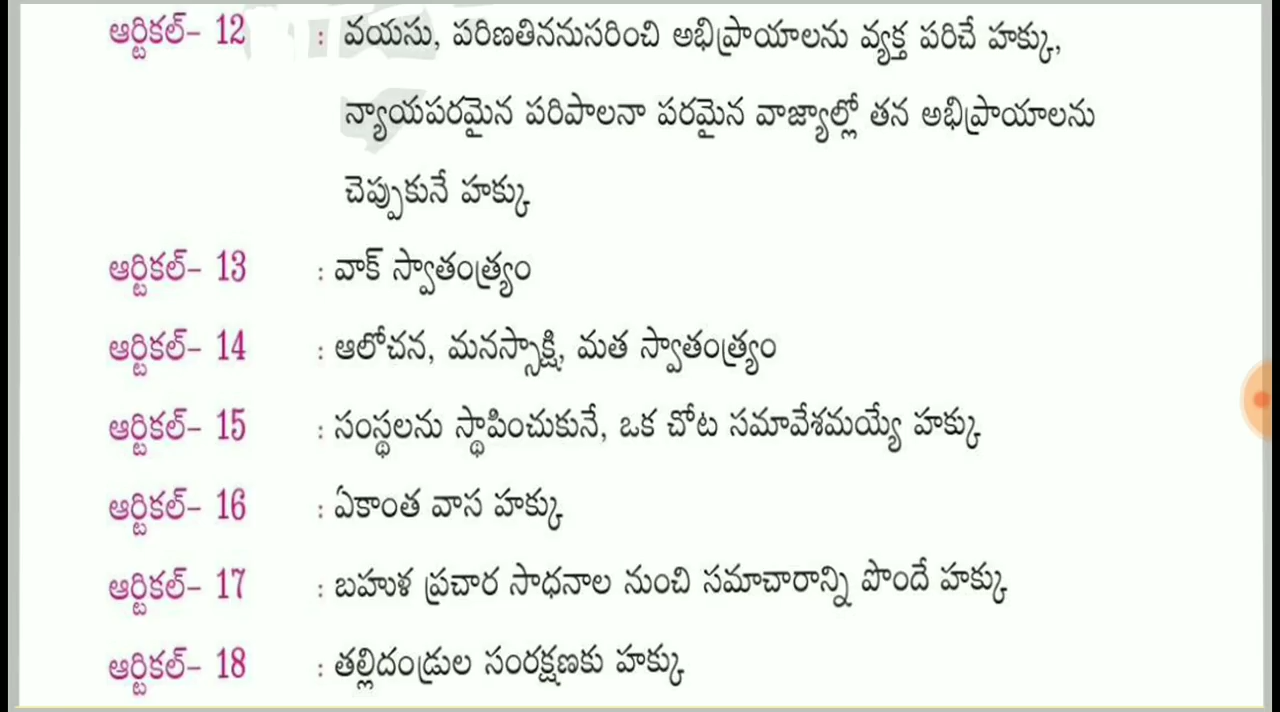 ఆర్టికల్– 12 : వయసు, పరిణతిననుసరించి అభిప్రాయాలను వ్యక్త పరిచే హక్కు,
న్యాయపరమైన పరిపాలనా పరమైన వాజ్యాల్లో తన అభిప్రాయాలను
చెప్పుకునే హక్కు
ఆర్టికల్– 13 : వాక్ స్వాతంత్ర్యం
ఆర్టికల్– 14 : ఆలోచన, మనస్సాక్షి, మత స్వాతంత్ర్యం
ఆర్టికల్– 15 : సంస్థలను స్థాపించుకునే, ఒక చోట సమావేశమయ్యే హక్కు
ఆర్టికల్– 16 : ఏకాంత వాస హక్కు
ఆర్టికల్– 17 : బహుళ ప్రచార సాధనాల నుంచి సమాచారాన్ని పొందే హక్కు
ఆర్టికల్– 18 : తల్లిదండ్రుల సంరక్షణకు హక్కు